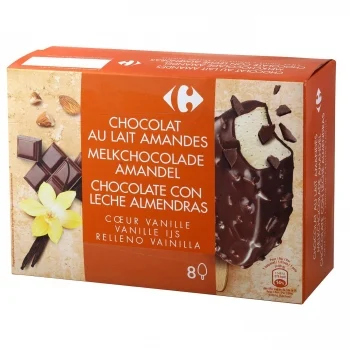 CHOCOLAT
AU LAIT AMANDES
MELKCHOCOLADE
AMANDEL
CHOCOLATE CON
LECHE ALMENDRAS
CŒUR VANILLE
VANILLE IJS
RELLENO VAINILLA
8